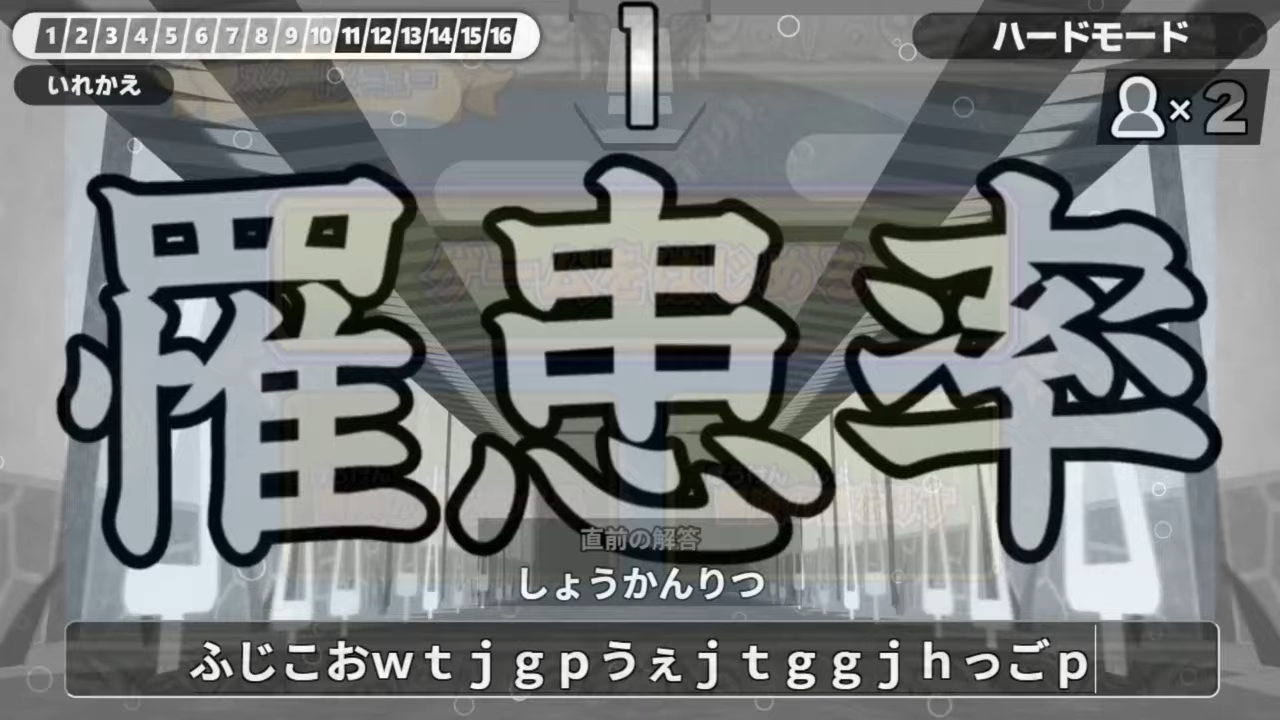 1 2 3 4 5 6 7 8 9 10 11 12 13 14 15 16
1
ハードモード
いれかえ
×2
罹患率
直前の解答
しょうかんりつ
ふじこおｗｔｊｇｐうぇｊｔｇｇｊｈっごｐ